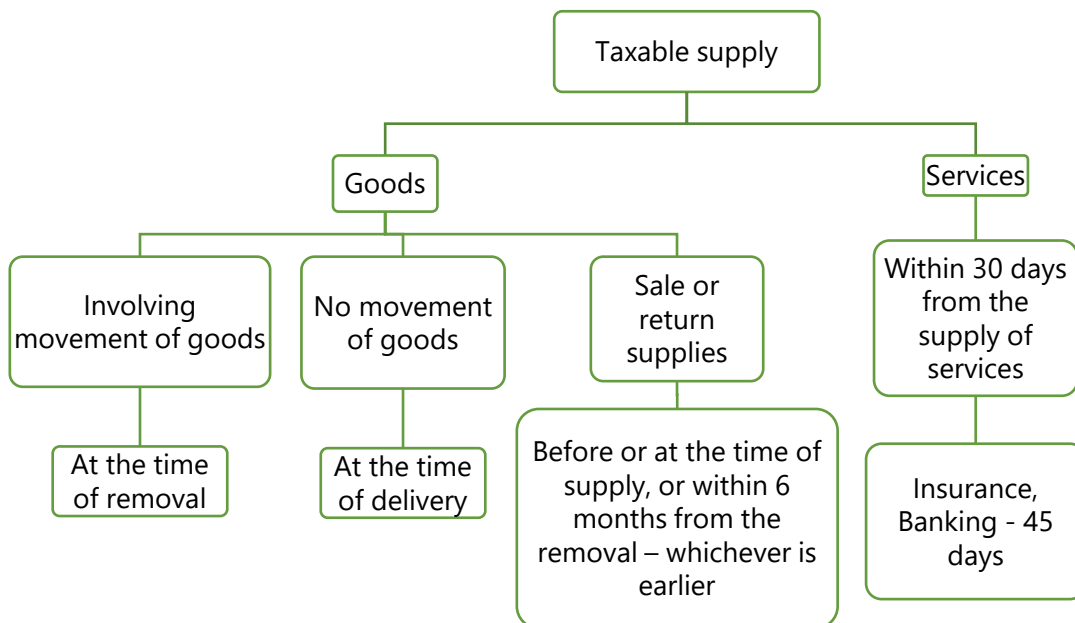 Taxable supply
Goods
Services
Involving
movement of goods
No movement
of goods
Sale or
return
supplies
Within 30 days
from the
supply of
services
At the time
of removal
At the time
of delivery
Before or at the time of
supply, or within 6
months from the
removal – whichever is
earlier
Insurance,
Banking - 45
days